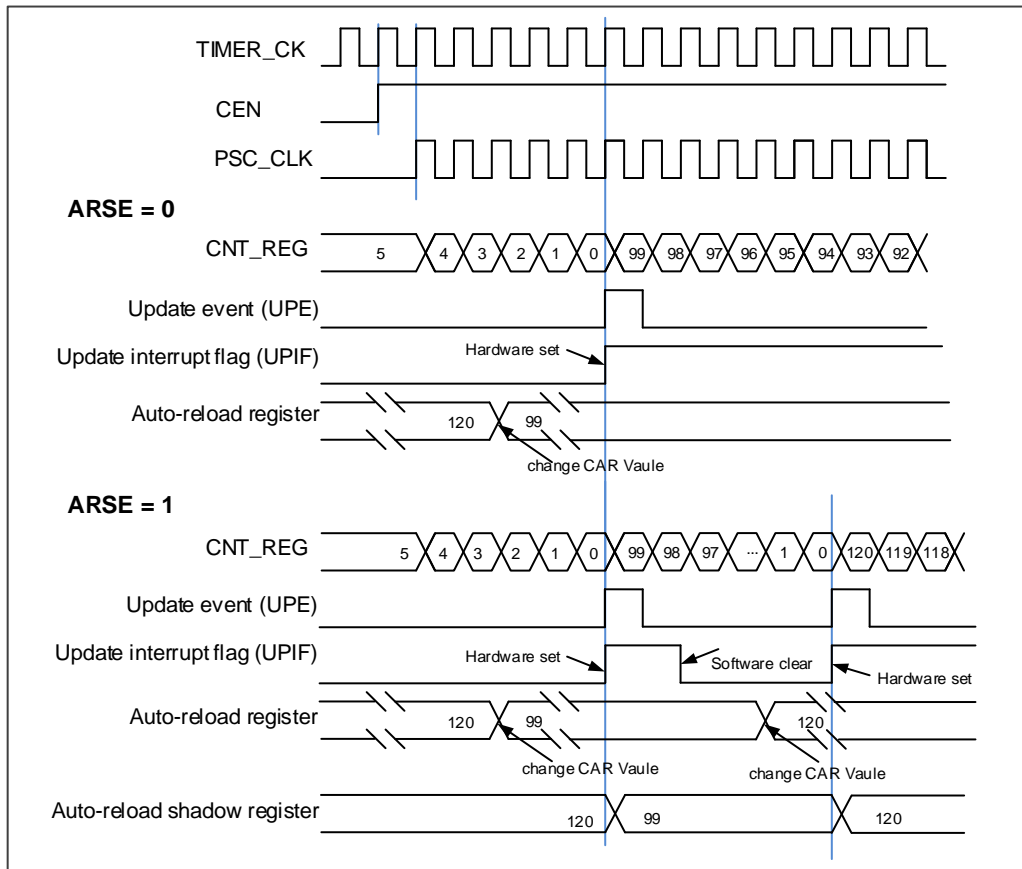 TIMER_CK
CEN
PSC_CLK
ARSE = 0
CNT_REG 5 4 3 2 1 0 99 98 97 96 95 94 93 92
Update event (UPE)
Update interrupt flag (UPIF) Hardware set
Auto-reload register 120 99
change CAR Vaule
ARSE = 1
CNT_REG 5 4 3 2 1 0 99 98 97 ... 1 0 120 119 118
Update event (UPE)
Update interrupt flag (UPIF) Hardware set Software clear Hardware set
Auto-reload register 120 99 120
change CAR Vaule change CAR Vaule
Auto-reload shadow register 120 99 120